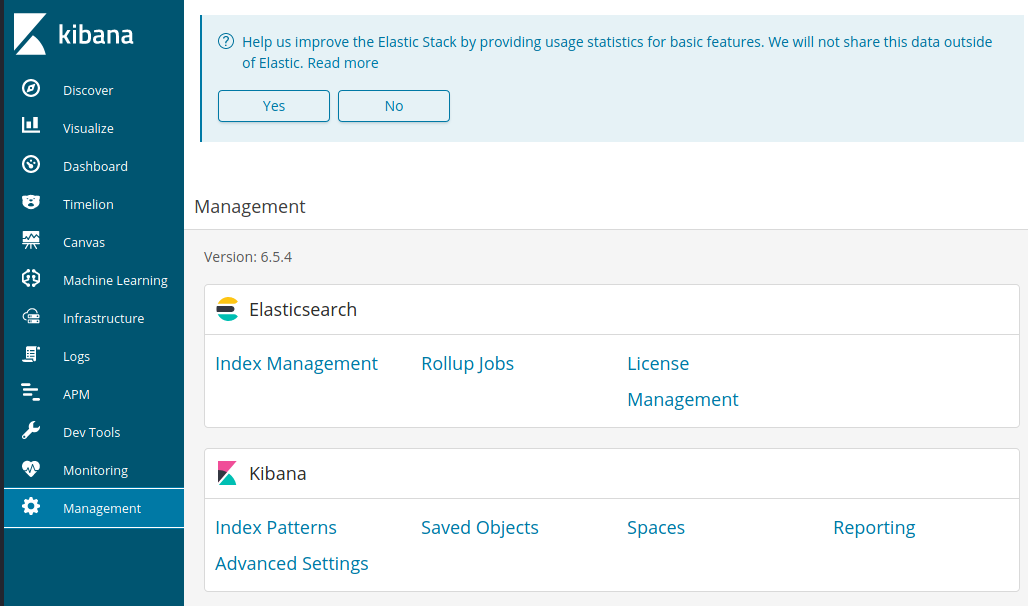 kibana
Discover
Visualize
Dashboard
Timelion
Canvas
Machine Learning
Infrastructure
Logs
APM
Dev Tools
Monitoring
Management
Help us improve the Elastic Stack by providing usage statistics for basic features. We will not share this data outside
of Elastic. Read more
Yes No
Management
Version: 6.5.4
Elasticsearch
Index Management Rollup Jobs License
Management
Kibana
Index Patterns Saved Objects Spaces Reporting
Advanced Settings